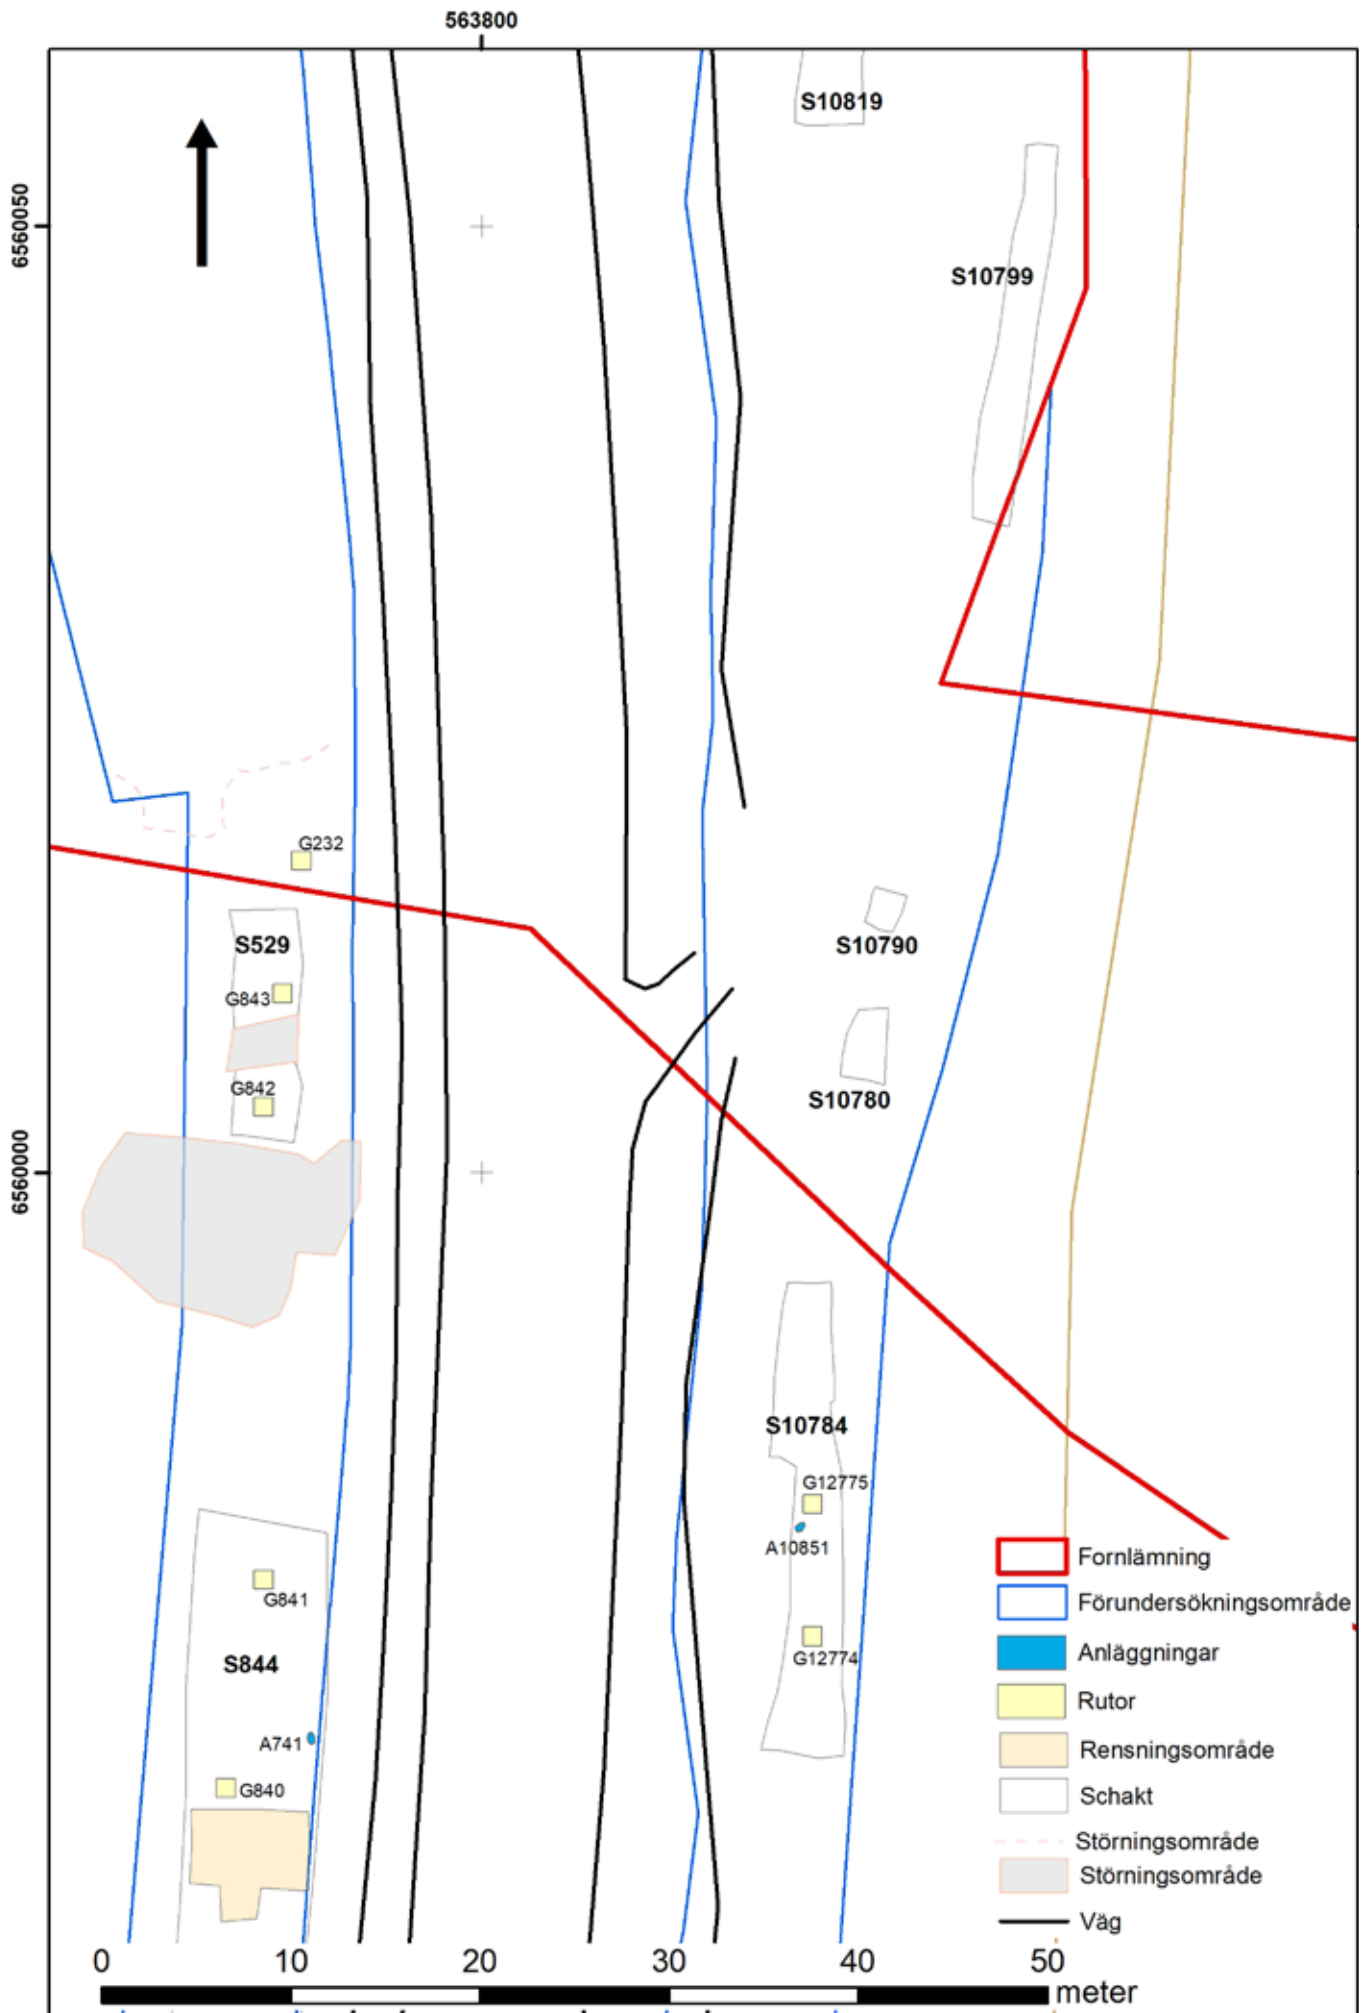 563800
S10819
6560050
S10799
G232
S529
S10790
G843
G842
S10780
6560000
S10784
G12775
A10851
G841
G12774
S844
A741
G840
Fornlämning
Förundersökningsområde
Anläggningar
Rutor
Rensningsområde
Schakt
Störningsområde
Störningsområde
Väg
0 10 20 30 40 50
meter